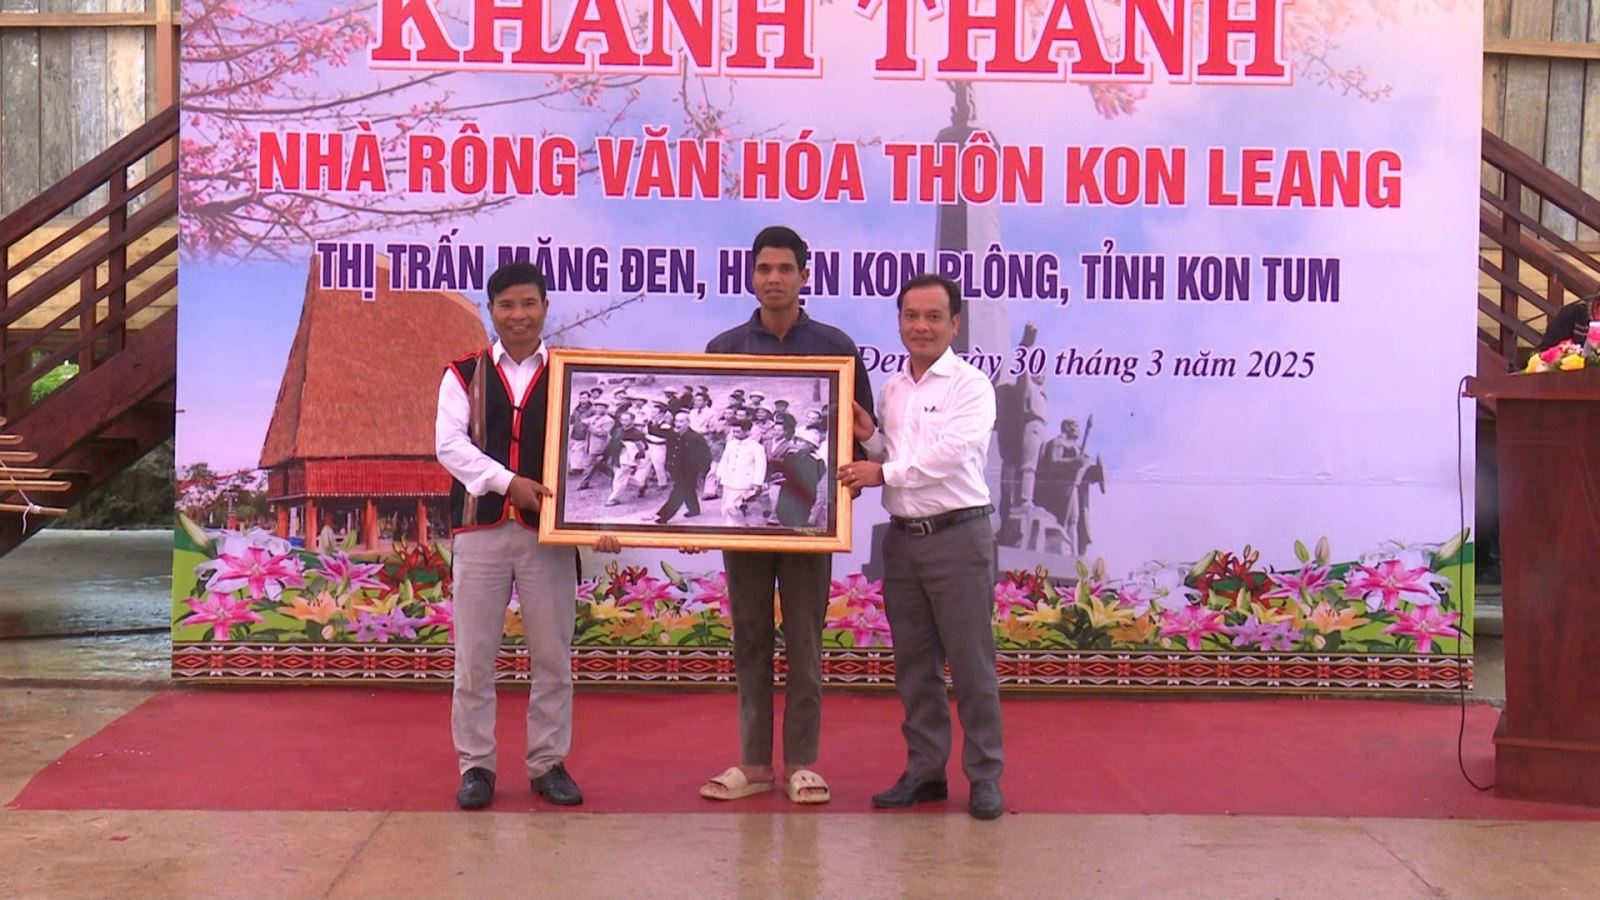 KHÁNH THÀNH
NHÀ RÔNG VĂN HÓA THÔN KON LEANG
THỊ TRẤN MĂNG ĐEN, HUYỆN KON PLÔNG, TỈNH KON TUM
Đen, ngày 30 tháng 3 năm 2025